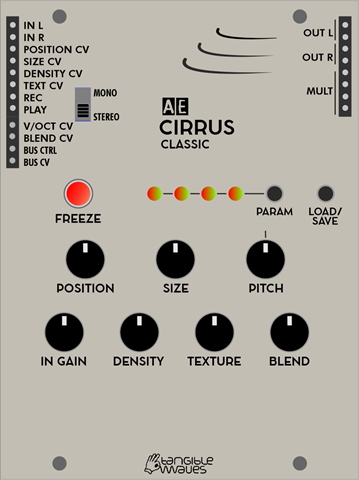 IN L
IN R
POSITION CV
SIZE CV
DENSITY CV
TEXT CV
REC
PLAY
V/OCT CV
BLEND CV
BUS CTRL
BUS CV
MONO
STEREO
OUT L
OUT R
MULT
AE
CIRRUS
CLASSIC
FREEZE
PARAM
LOAD/
SAVE
POSITION
SIZE
PITCH
IN GAIN
DENSITY
TEXTURE
BLEND
tangible
waves